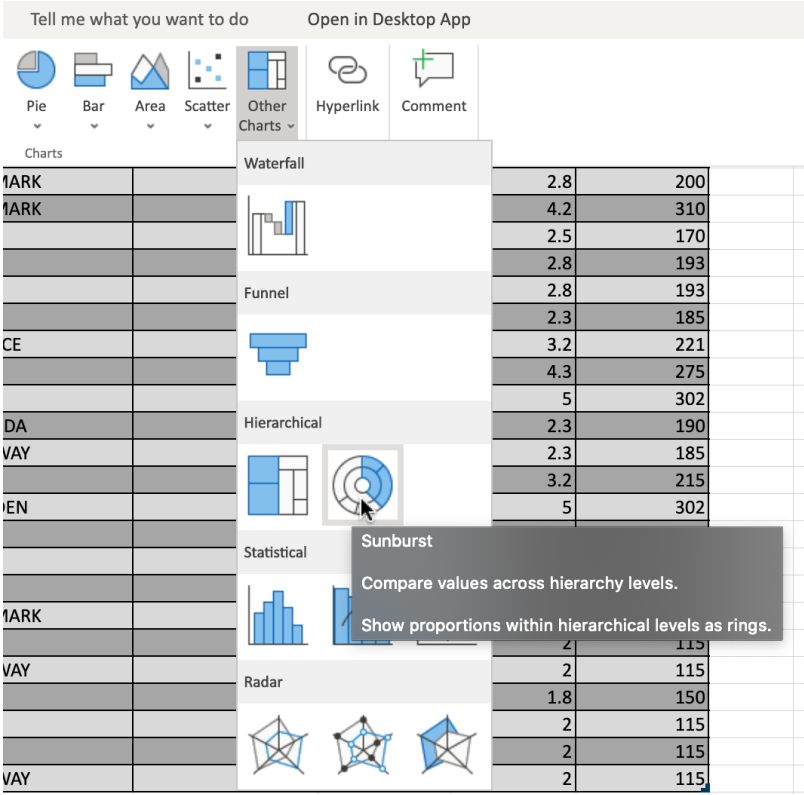 Tell me what you want to do Open in Desktop App
Pie Bar Area Scatter Other Charts Hyperlink Comment
Charts
Waterfall
Funnel
Hierarchical
Statistical
Radar
Sunburst
Compare values across hierarchy levels.
Show proportions within hierarchical levels as rings.
MARK 2.8 200
MARK 4.2 310
2.5 170
2.8 193
2.8 193
2.3 185
CE 3.2 221
4.3 275
5 302
DA 2.3 190
WAY 2.3 185
3.2 215
DEN 5 302
MARK
2 115
WAY 2 115
1.8 150
2 115
2 115
WAY 2 115